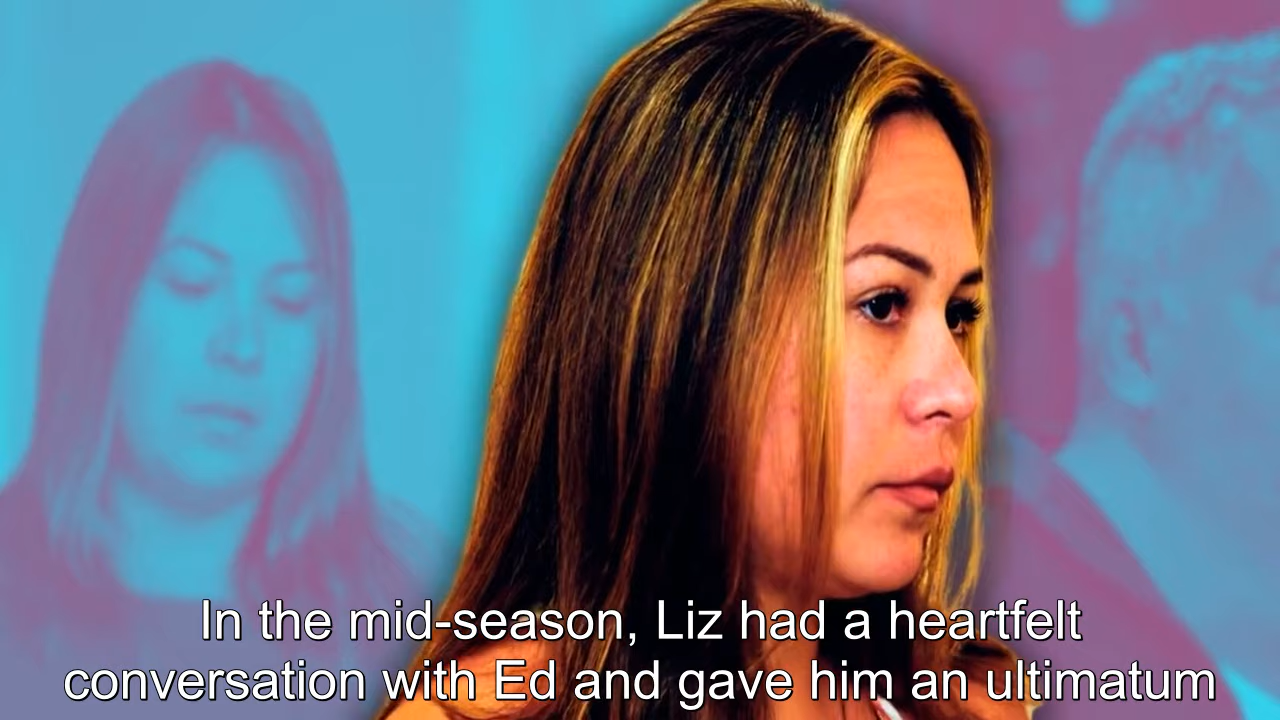 In the mid-season, Liz had a heartfelt
conversation with Ed and gave him an ultimatum